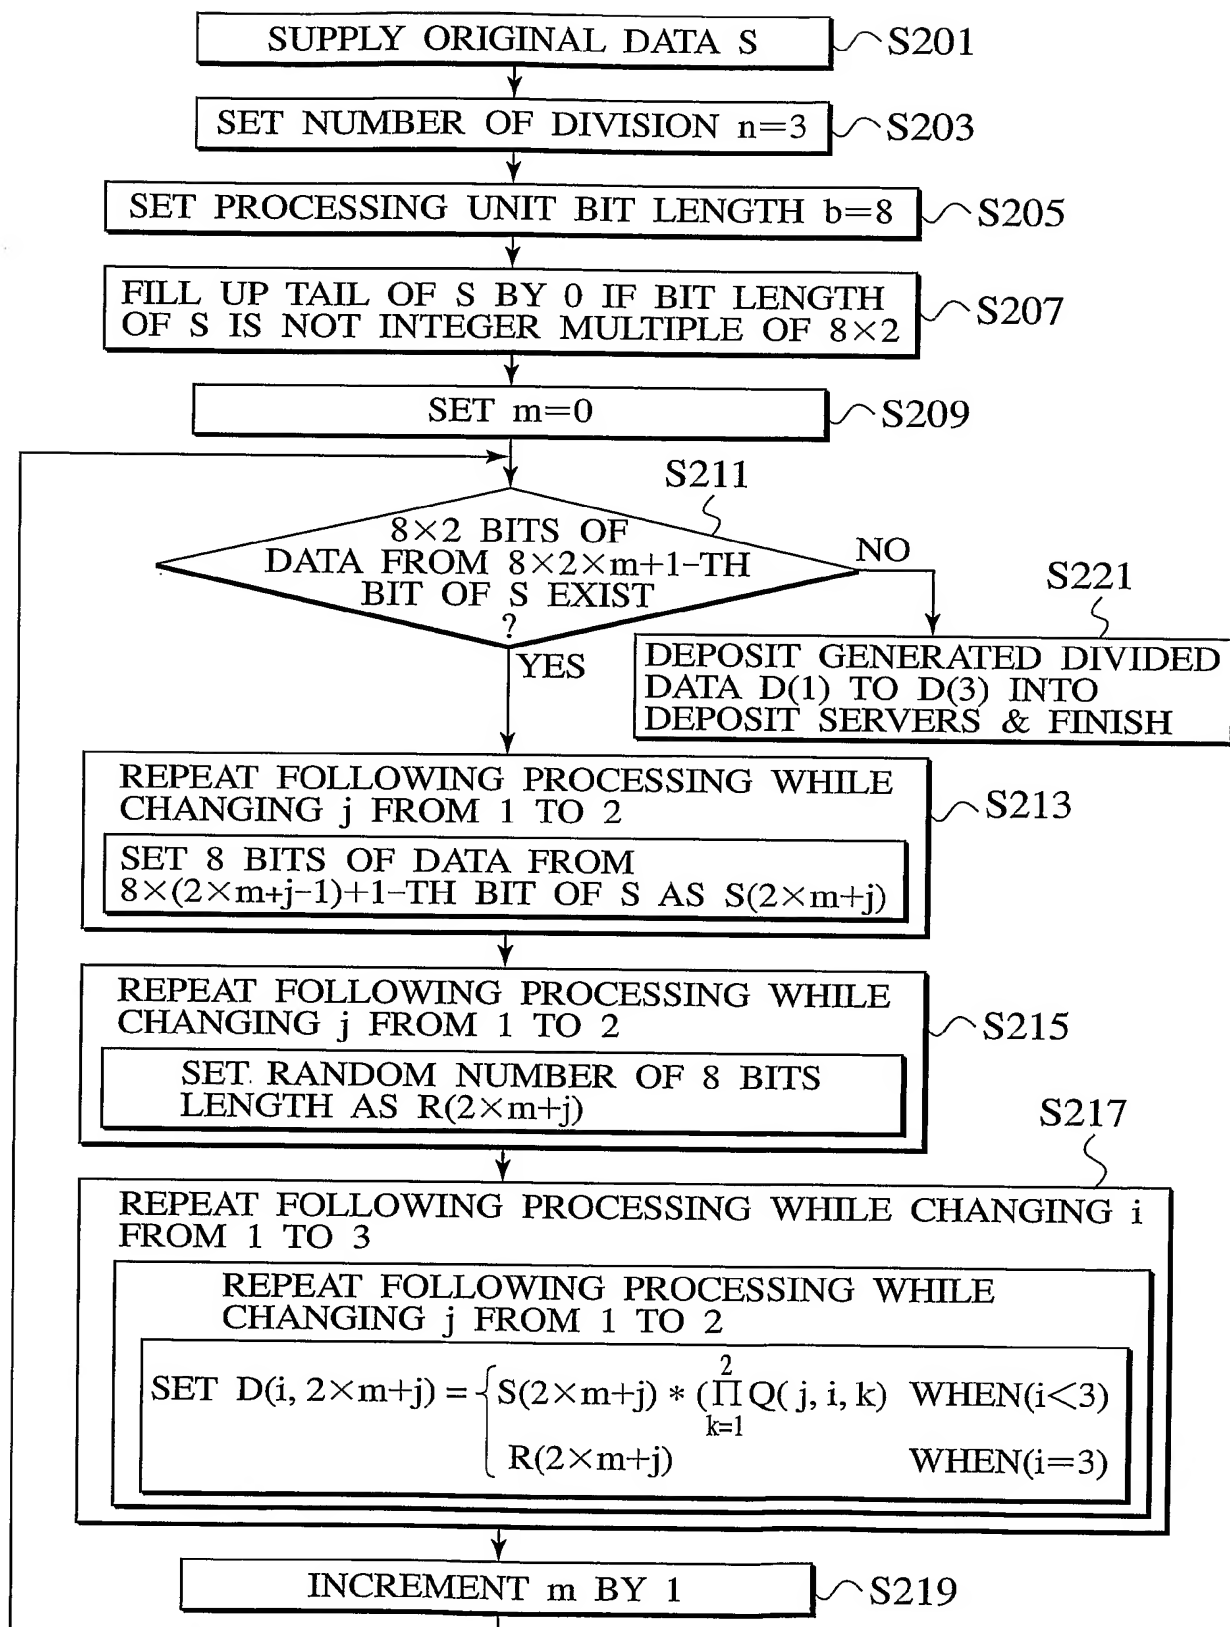 SUPPLY ORIGINAL DATA S
S201
SET NUMBER OF DIVISION n=3
S203
SET PROCESSING UNIT BIT LENGTH b=8
S205
FILL UP TAIL OF S BY 0 IF BIT LENGTH
OF S IS NOT INTEGER MULTIPLE OF 8×2
S207
SET m=0
S209
S211
8×2 BITS OF
DATA FROM 8×2×m+1-TH
BIT OF S EXIST
?
NO
YES
S221
DEPOSIT GENERATED DIVIDED
DATA D(1) TO D(3) INTO
DEPOSIT SERVERS & FINISH
REPEAT FOLLOWING PROCESSING WHILE
CHANGING j FROM 1 TO 2
S213
SET 8 BITS OF DATA FROM
8×(2×m+j-1)+1-TH BIT OF S AS S(2×m+j)
REPEAT FOLLOWING PROCESSING WHILE
CHANGING j FROM 1 TO 2
S215
SET RANDOM NUMBER OF 8 BITS
LENGTH AS R(2×m+j)
S217
REPEAT FOLLOWING PROCESSING WHILE CHANGING i
FROM 1 TO 3
REPEAT FOLLOWING PROCESSING WHILE
CHANGING j FROM 1 TO 2
2
SET D(i, 2×m+j) = { S(2×m+j) * (Π Q( j, i, k) WHEN(i<3)
k=1
R(2×m+j) WHEN(i=3)
INCREMENT m BY 1
S219